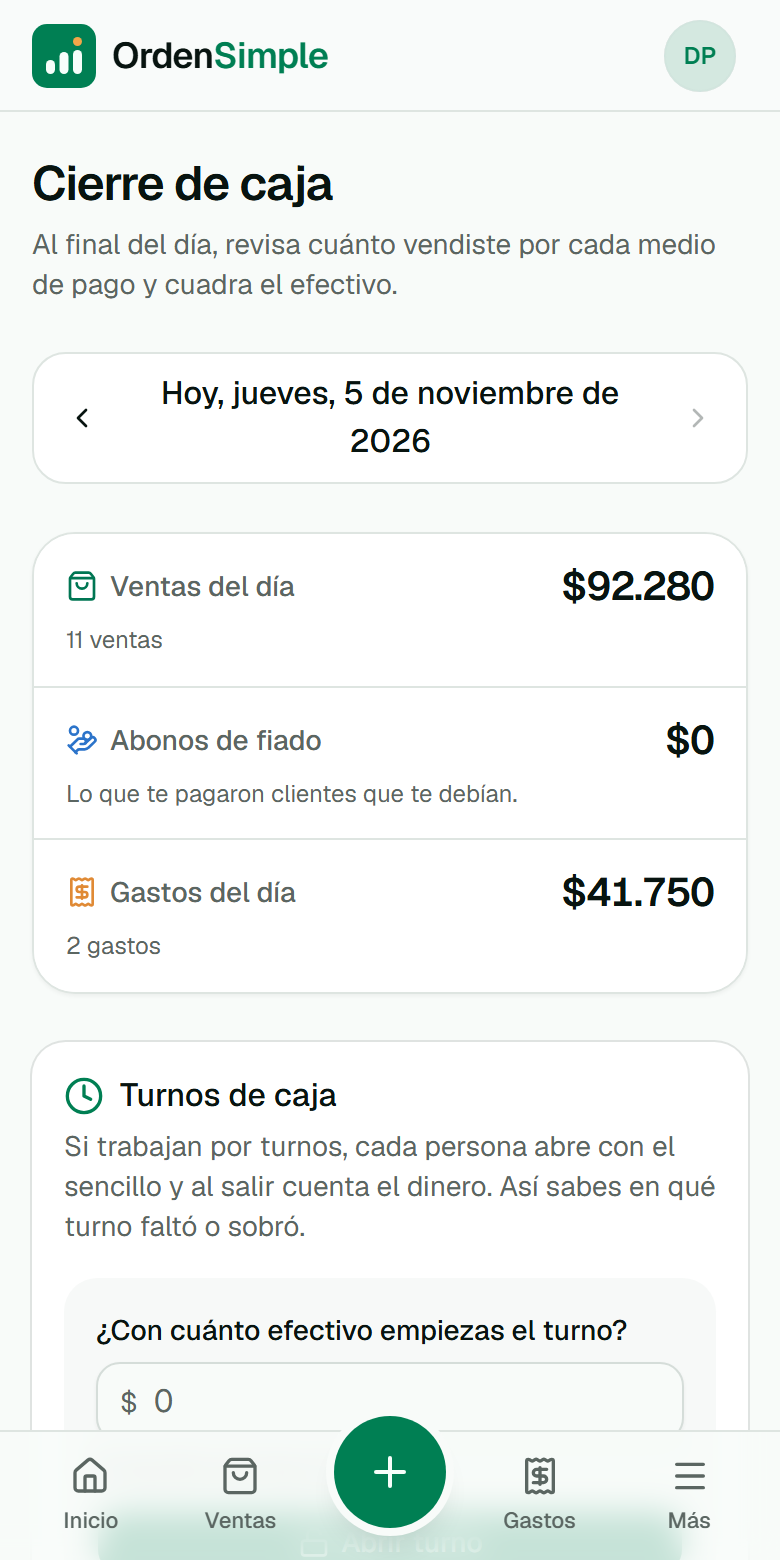 OrdenSimple
DP
Cierre de caja
Al final del día, revisa cuánto vendiste por cada medio
de pago y cuadra el efectivo.
Hoy, jueves, 5 de noviembre de
2026
Ventas del día
$92.280
11 ventas
Abonos de fiado
$0
Lo que te pagaron clientes que te debían.
Gastos del día
$41.750
2 gastos
Turnos de caja
Si trabajan por turnos, cada persona abre con el
sencillo y al salir cuenta el dinero. Así sabes en qué
turno faltó o sobró.
¿Con cuánto efectivo empiezas el turno?
$ 0
Abrir turno
Inicio
Ventas
Gastos
Más